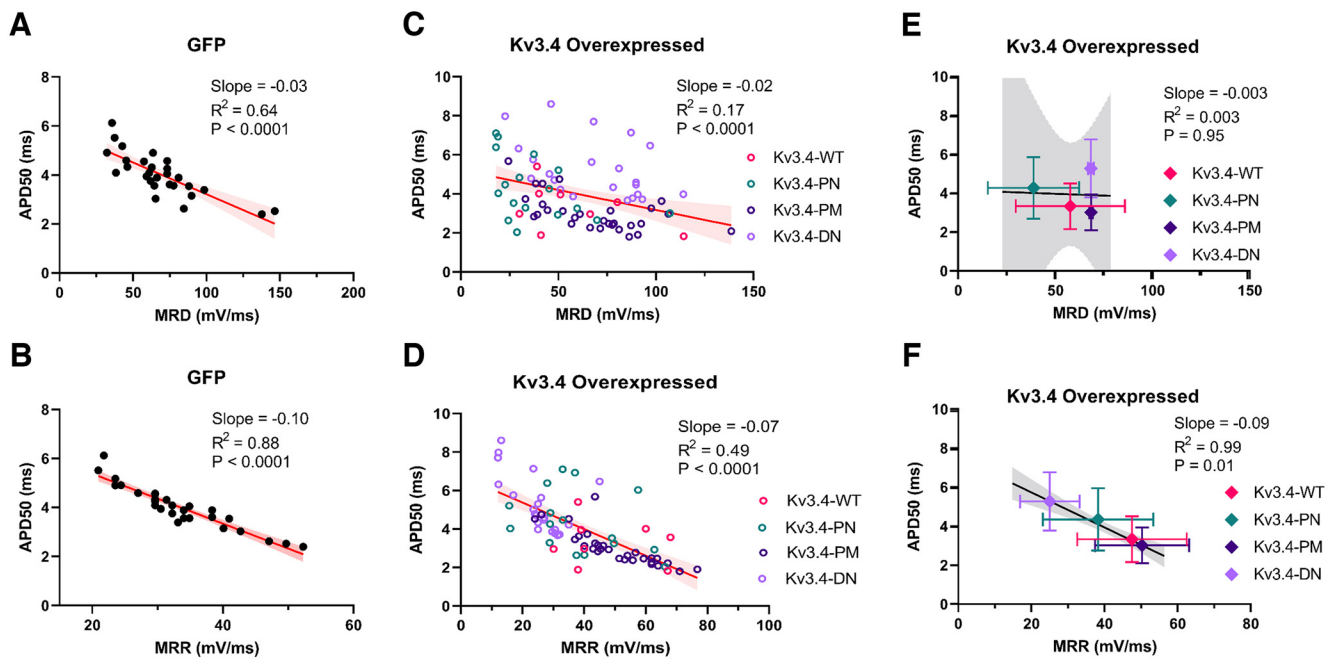 A
GFP
Slope = -0.03
R² = 0.64
P < 0.0001
APD50 (ms)
8
6
4
2
0
0
50
100
150
200
MRD (mV/ms)
B
GFP
Slope = -0.10
R² = 0.88
P < 0.0001
APD50 (ms)
8
6
4
2
0
20
40
60
MRR (mV/ms)
C
Kv3.4 Overexpressed
Slope = -0.02
R² = 0.17
P < 0.0001
Kv3.4-WT
Kv3.4-PN
Kv3.4-PM
Kv3.4-DN
APD50 (ms)
10
8
6
4
2
0
0
50
100
150
MRD (mV/ms)
D
Kv3.4 Overexpressed
Slope = -0.07
R² = 0.49
P < 0.0001
Kv3.4-WT
Kv3.4-PN
Kv3.4-PM
Kv3.4-DN
APD50 (ms)
10
8
6
4
2
0
0
20
40
60
80
100
MRR (mV/ms)
E
Kv3.4 Overexpressed
Slope = -0.003
R² = 0.003
P = 0.95
Kv3.4-WT
Kv3.4-PN
Kv3.4-PM
Kv3.4-DN
APD50 (ms)
10
8
6
4
2
0
0
50
100
150
MRD (mV/ms)
F
Kv3.4 Overexpressed
Slope = -0.09
R² = 0.99
P = 0.01
Kv3.4-WT
Kv3.4-PN
Kv3.4-PM
Kv3.4-DN
APD50 (ms)
10
8
6
4
2
0
0
20
40
60
80
MRR (mV/ms)